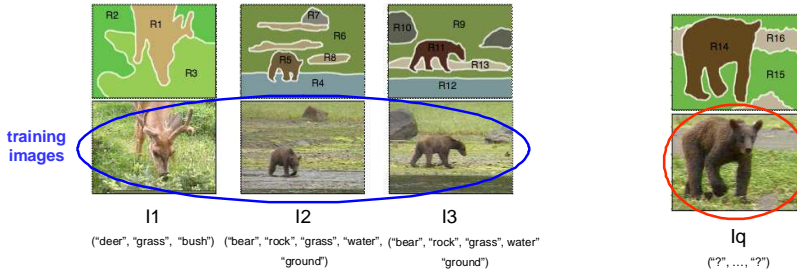 R2
R1
R3
R7
R6
R5
R8
R4
R10
R9
R11
R13
R12
R14
R16
R15
training
images
I1
I2
I3
Iq
(“deer”, “grass”, “bush”)
(“bear”, “rock”, “grass”, “water”,
“ground”)
(“bear”, “rock”, “grass, water”
“ground”)
(“?”, …, “?”)